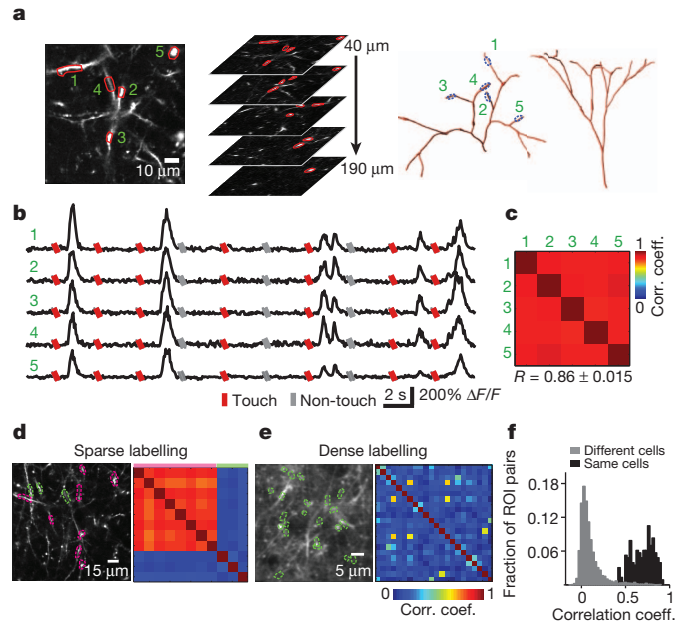 a
1
2
3
4
5
10 μm
40 μm
190 μm
1
2
3
4
5
b
1
2
3
4
5
Touch
Non-touch
2 s
200% ΔF/F
c
1 2 3 4 5
1
2
3
4
5
1
0
Corr. coeff.
R = 0.86 ± 0.015
d
Sparse labelling
15 μm
e
Dense labelling
5 μm
0 1
Corr. coef.
f
Different cells
Same cells
Fraction of ROI pairs
0.18
0.12
0.06
0 0.5 1
Correlation coeff.